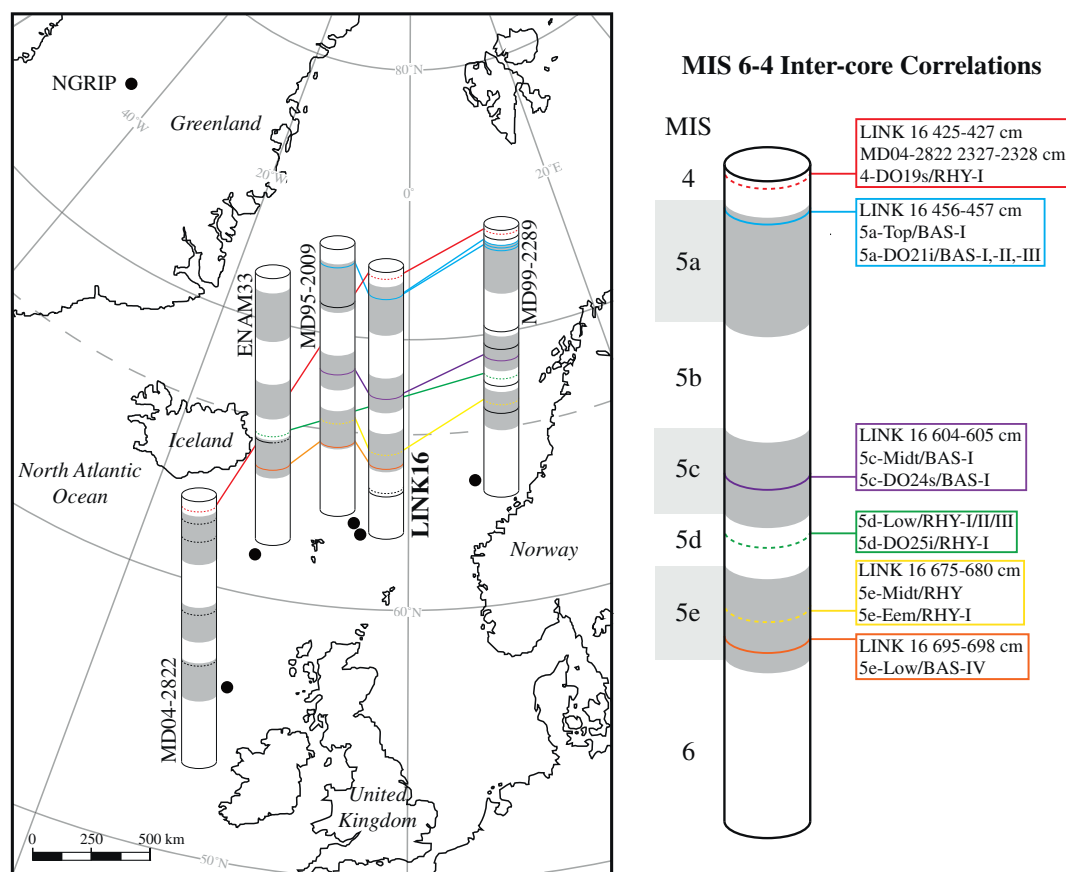 NGRIP
Greenland
80°N
40°W
20°W
0°
20°E
ENAM33
MD95-2009
MD99-2289
Iceland
North Atlantic
Ocean
LINK16
Norway
60°N
MD04-2822
United
Kingdom
0 250 500 km
50°N
MIS 6-4 Inter-core Correlations
MIS
4
LINK 16 425-427 cm
MD04-2822 2327-2328 cm
4-DO19s/RHY-I
5a
LINK 16 456-457 cm
5a-Top/BAS-I
5a-DO21i/BAS-I,-II,-III
5b
5c
LINK 16 604-605 cm
5c-Midt/BAS-I
5c-DO24s/BAS-I
5d
5d-Low/RHY-I/II/III
5d-DO25i/RHY-I
5e
LINK 16 675-680 cm
5e-Midt/RHY
5e-Eem/RHY-I
LINK 16 695-698 cm
5e-Low/BAS-IV
6